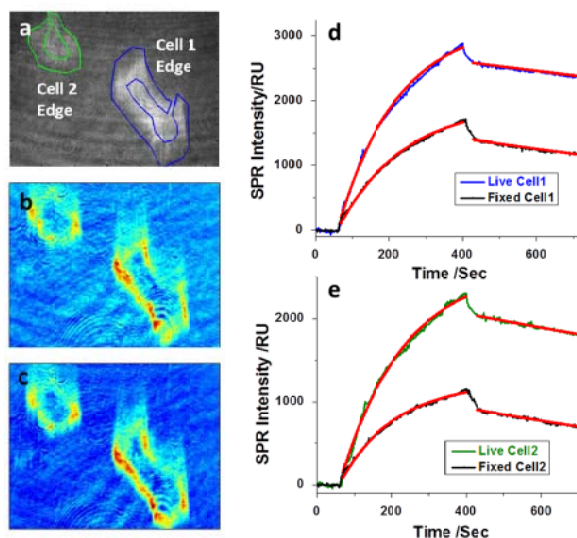 a
Cell 1
Edge
Cell 2
Edge
b
c
d
SPR Intensity/RU
3000
2000
1000
0
Live Cell1
Fixed Cell1
0
200
400
600
Time /Sec
e
SPR Intensity /RU
2000
1000
0
Live Cell2
Fixed Cell2
0
200
400
600
Time /Sec